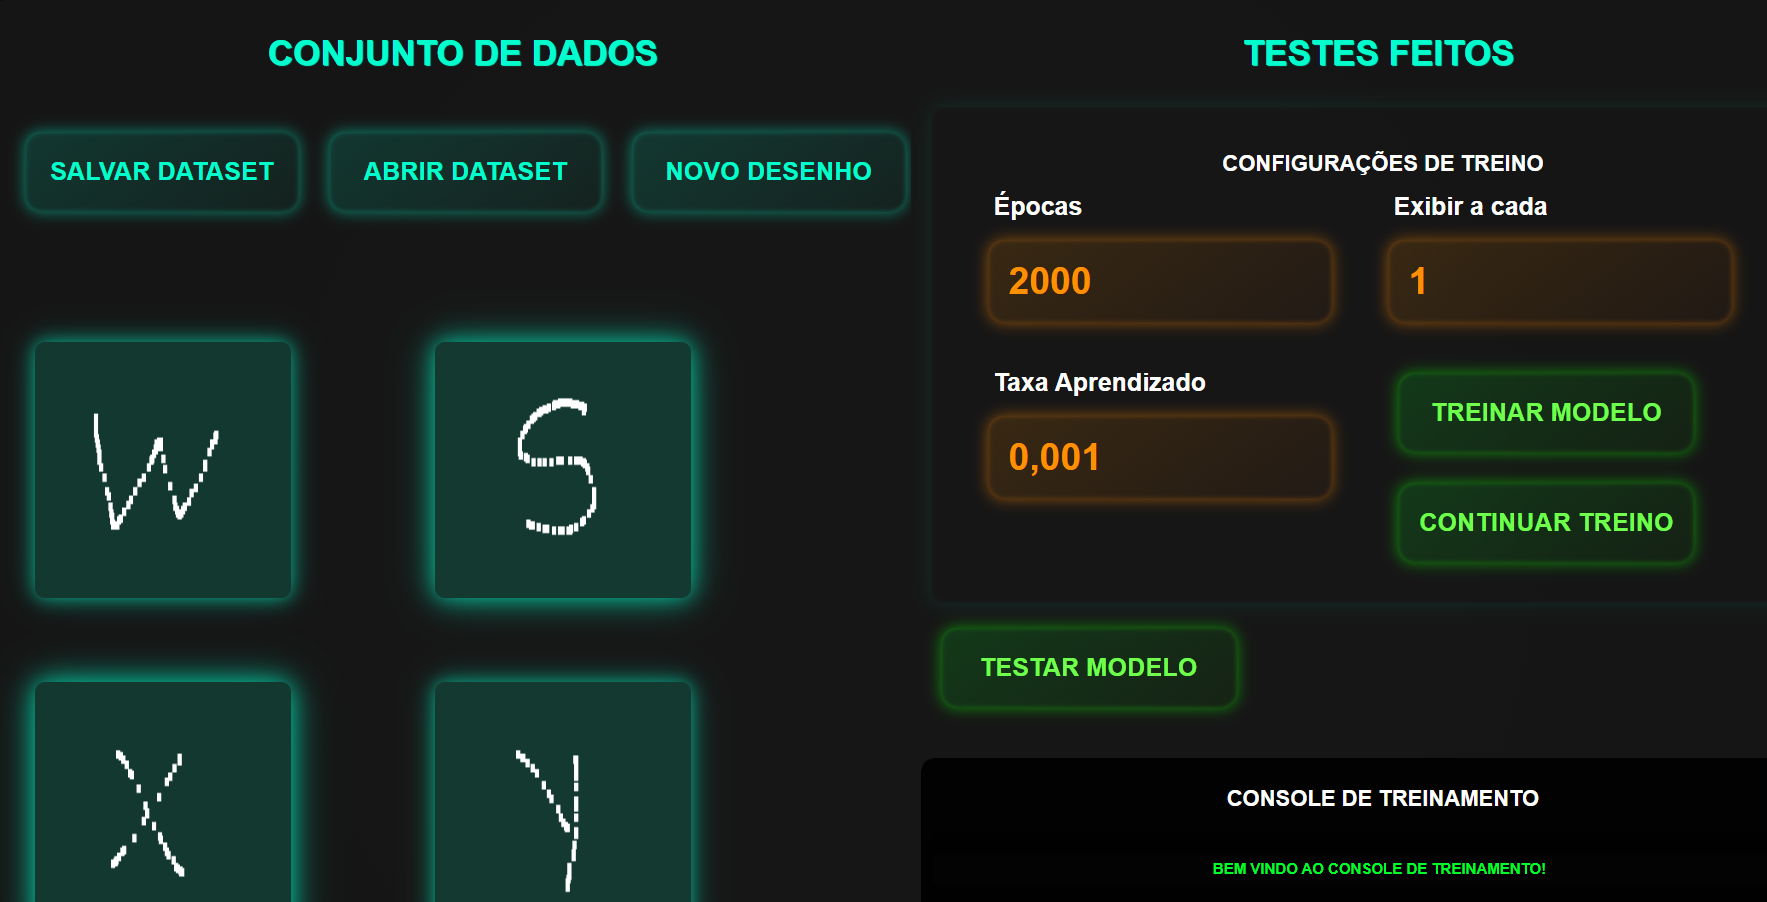 CONJUNTO DE DADOS
SALVAR DATASET
ABRIR DATASET
NOVO DESENHO
W
S
X
y
TESTES FEITOS
CONFIGURAÇÕES DE TREINO
Épocas
Exibir a cada
2000
1
Taxa Aprendizado
0,001
TREINAR MODELO
CONTINUAR TREINO
TESTAR MODELO
CONSOLE DE TREINAMENTO
BEM VINDO AO CONSOLE DE TREINAMENTO!